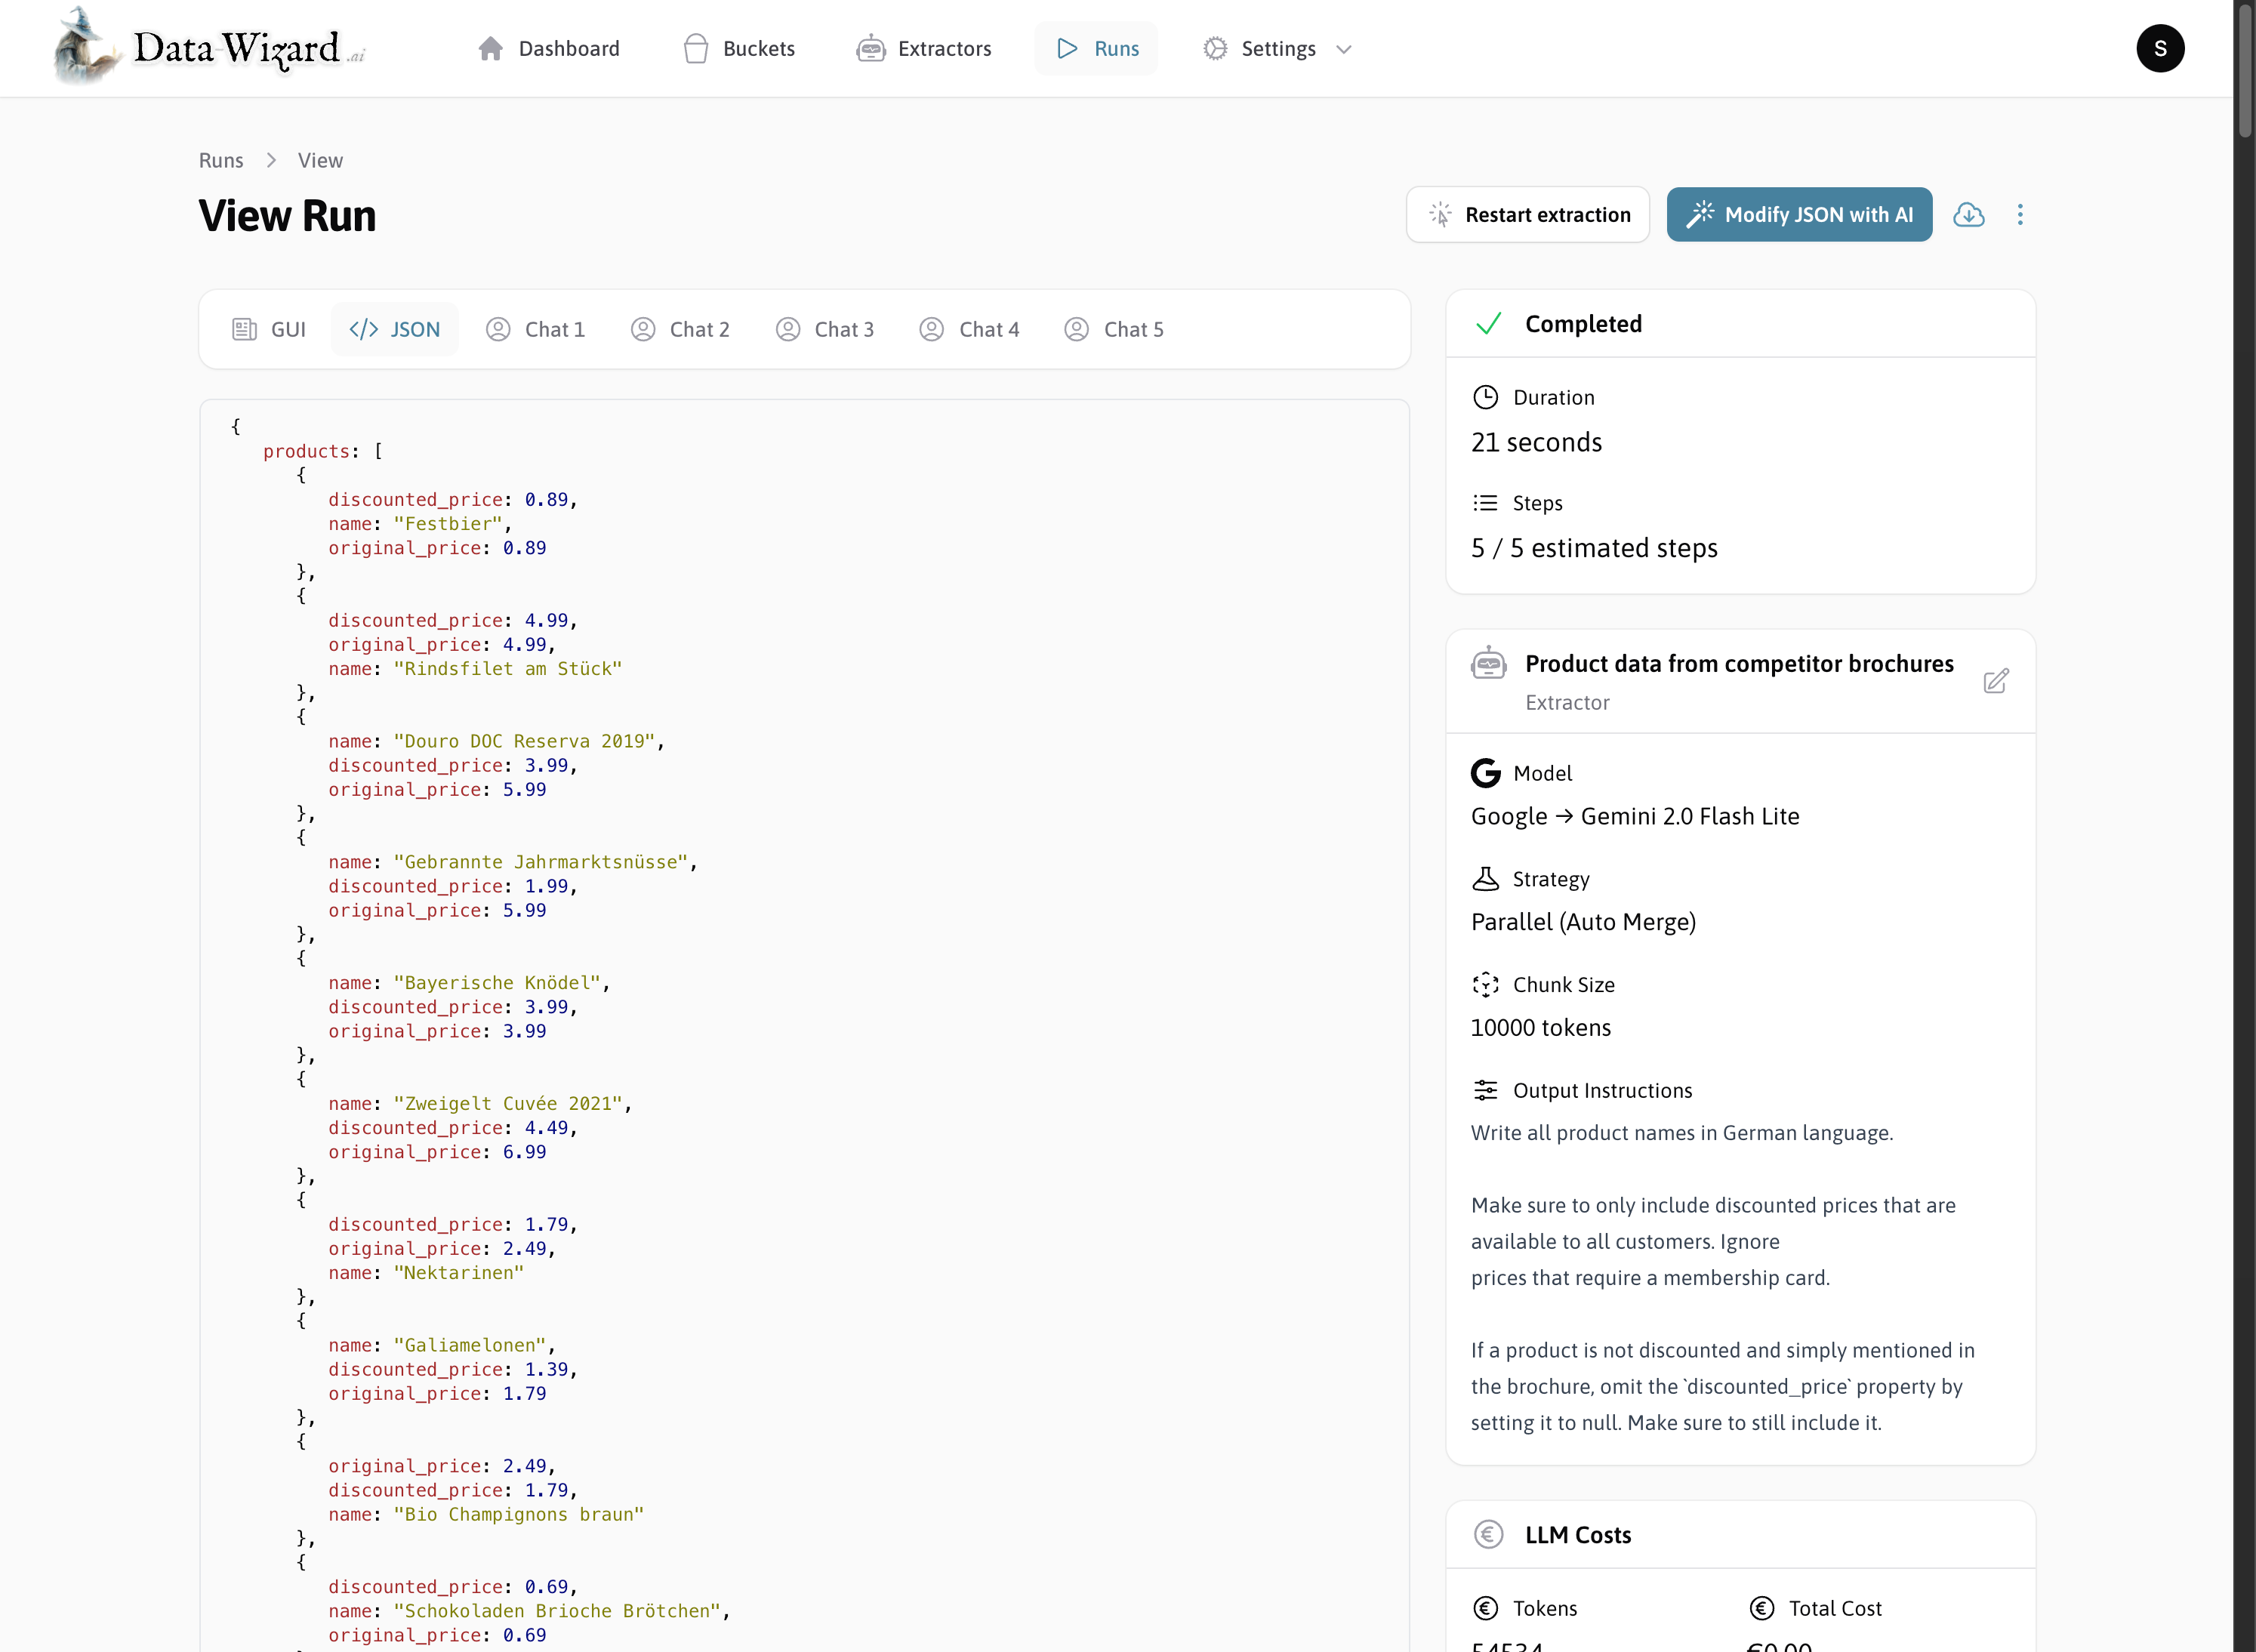 Data Wizard .ai
Dashboard
Buckets
Extractors
Runs
Settings
S
Runs > View
View Run
Restart extraction
Modify JSON with AI
GUI
</> JSON
Chat 1
Chat 2
Chat 3
Chat 4
Chat 5
{
products: [
{
discounted_price: 0.89,
name: "Festbier",
original_price: 0.89
},
{
discounted_price: 4.99,
original_price: 4.99,
name: "Rindsfilet am Stück"
},
{
name: "Douro DOC Reserva 2019",
discounted_price: 3.99,
original_price: 5.99
},
{
name: "Gebrannte Jahrmarktsnüsse",
discounted_price: 1.99,
original_price: 5.99
},
{
name: "Bayerische Knödel",
discounted_price: 3.99,
original_price: 3.99
},
{
name: "Zweigelt Cuvée 2021",
discounted_price: 4.49,
original_price: 6.99
},
{
discounted_price: 1.79,
original_price: 2.49,
name: "Nektarinen"
},
{
name: "Galiamelonen",
discounted_price: 1.39,
original_price: 1.79
},
{
original_price: 2.49,
discounted_price: 1.79,
name: "Bio Champignons braun"
},
{
discounted_price: 0.69,
name: "Schokoladen Brioche Brötchen",
original_price: 0.69
Completed
Duration
21 seconds
Steps
5 / 5 estimated steps
Product data from competitor brochures
Extractor
Model
Google → Gemini 2.0 Flash Lite
Strategy
Parallel (Auto Merge)
Chunk Size
10000 tokens
Output Instructions
Write all product names in German language.
Make sure to only include discounted prices that are
available to all customers. Ignore
prices that require a membership card.
If a product is not discounted and simply mentioned in
the brochure, omit the `discounted_price` property by
setting it to null. Make sure to still include it.
LLM Costs
Tokens
Total Cost